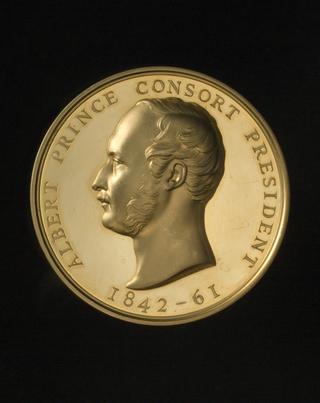 ALBERT PRINCE CONSORT PRESIDENT
1842-61